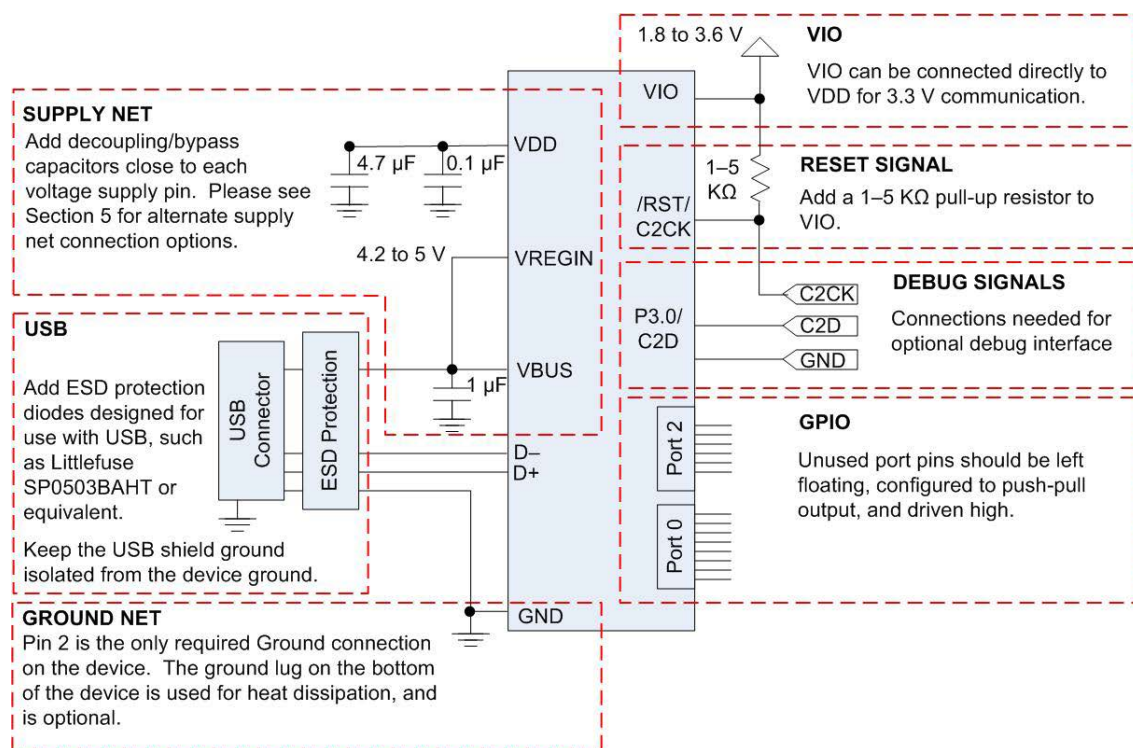 SUPPLY NET
Add decoupling/bypass
capacitors close to each
voltage supply pin.  Please see
Section 5 for alternate supply
net connection options.
4.7 µF
0.1 µF
4.2 to 5 V
VDD
VREGIN
VBUS
1 µF
D–
D+
GND
USB
Add ESD protection
diodes designed for
use with USB, such
as Littlefuse
SP0503BAHT or
equivalent.
Keep the USB shield ground
isolated from the device ground.
USB
Connector
ESD Protection
GROUND NET
Pin 2 is the only required Ground connection
on the device.  The ground lug on the bottom
of the device is used for heat dissipation, and
is optional.
1.8 to 3.6 V
VIO
VIO
VIO can be connected directly to
VDD for 3.3 V communication.
1–5
KΩ
/RST/
C2CK
RESET SIGNAL
Add a 1–5 KΩ pull-up resistor to
VIO.
P3.0/
C2D
C2CK
C2D
GND
DEBUG SIGNALS
Connections needed for
optional debug interface
Port 2
Port 0
GPIO
Unused port pins should be left
floating, configured to push-pull
output, and driven high.